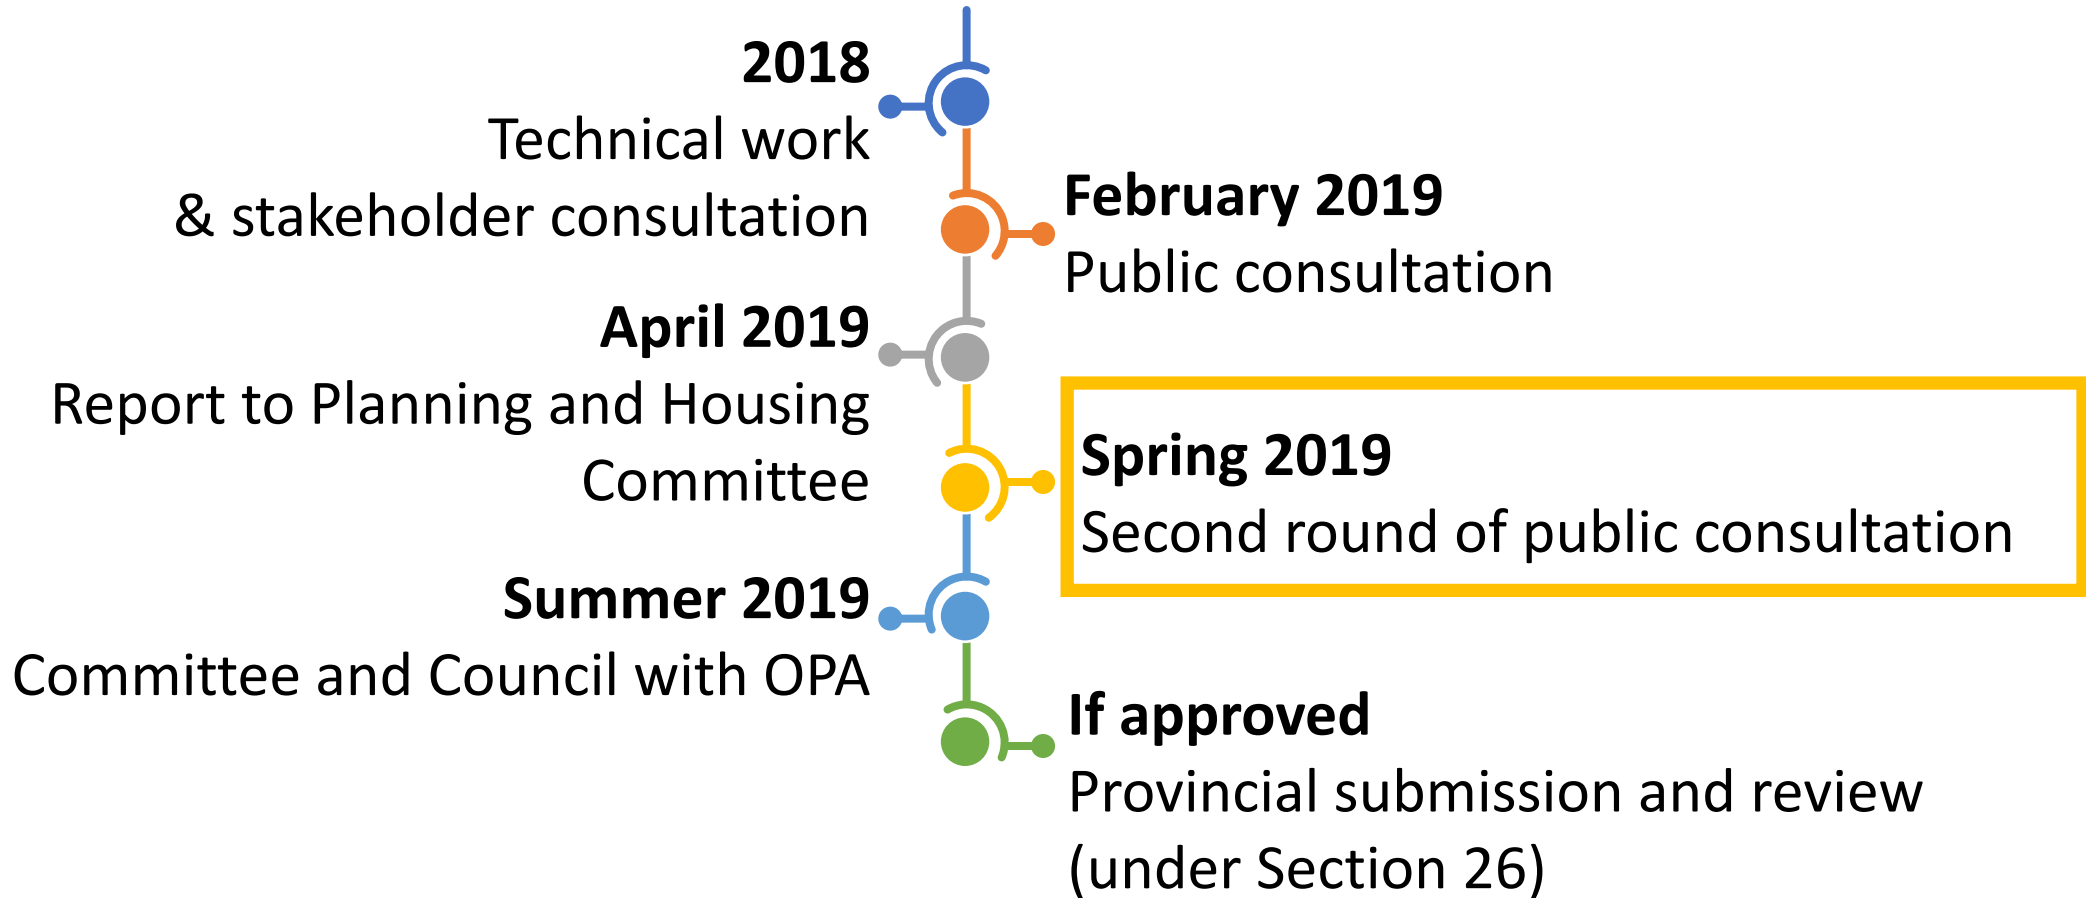 2018
Technical work
& stakeholder consultation
February 2019
Public consultation
April 2019
Report to Planning and Housing
Committee
Spring 2019
Second round of public consultation
Summer 2019
Committee and Council with OPA
If approved
Provincial submission and review
(under Section 26)